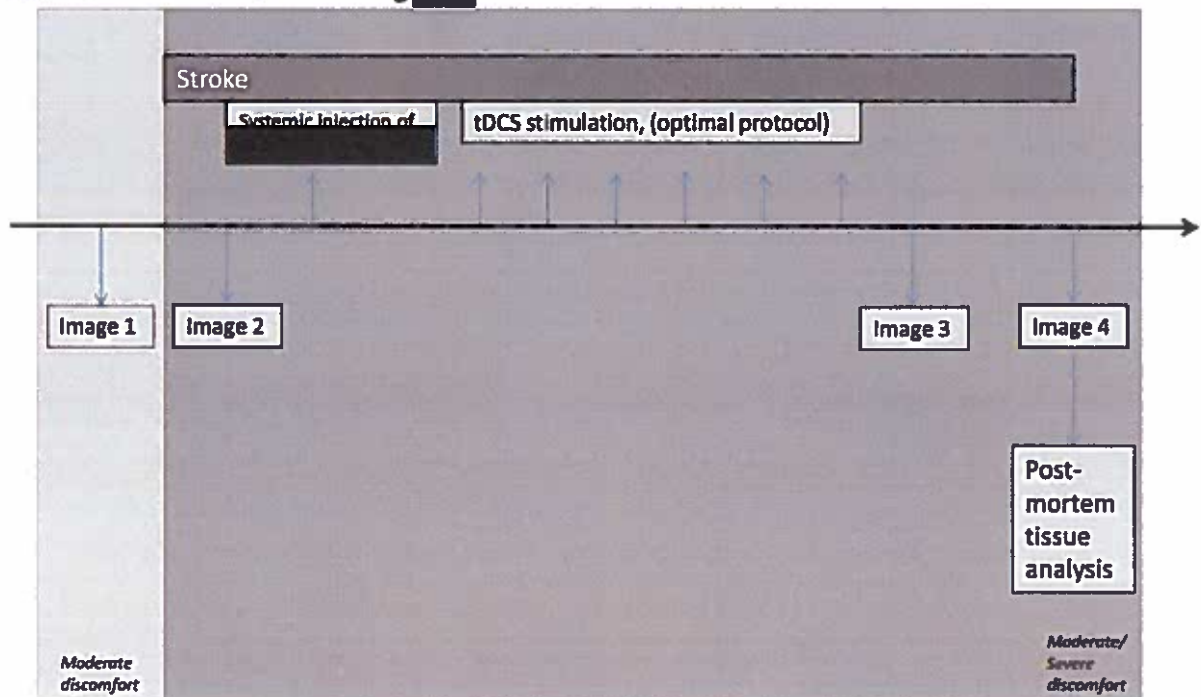 Stroke
Systemic injection of
tDCS stimulation, (optimal protocol)
Image 1
Image 2
Image 3
Image 4
Post-
mortem
tissue
analysis
Moderate
discomfort
Moderate/
Severe
discomfort